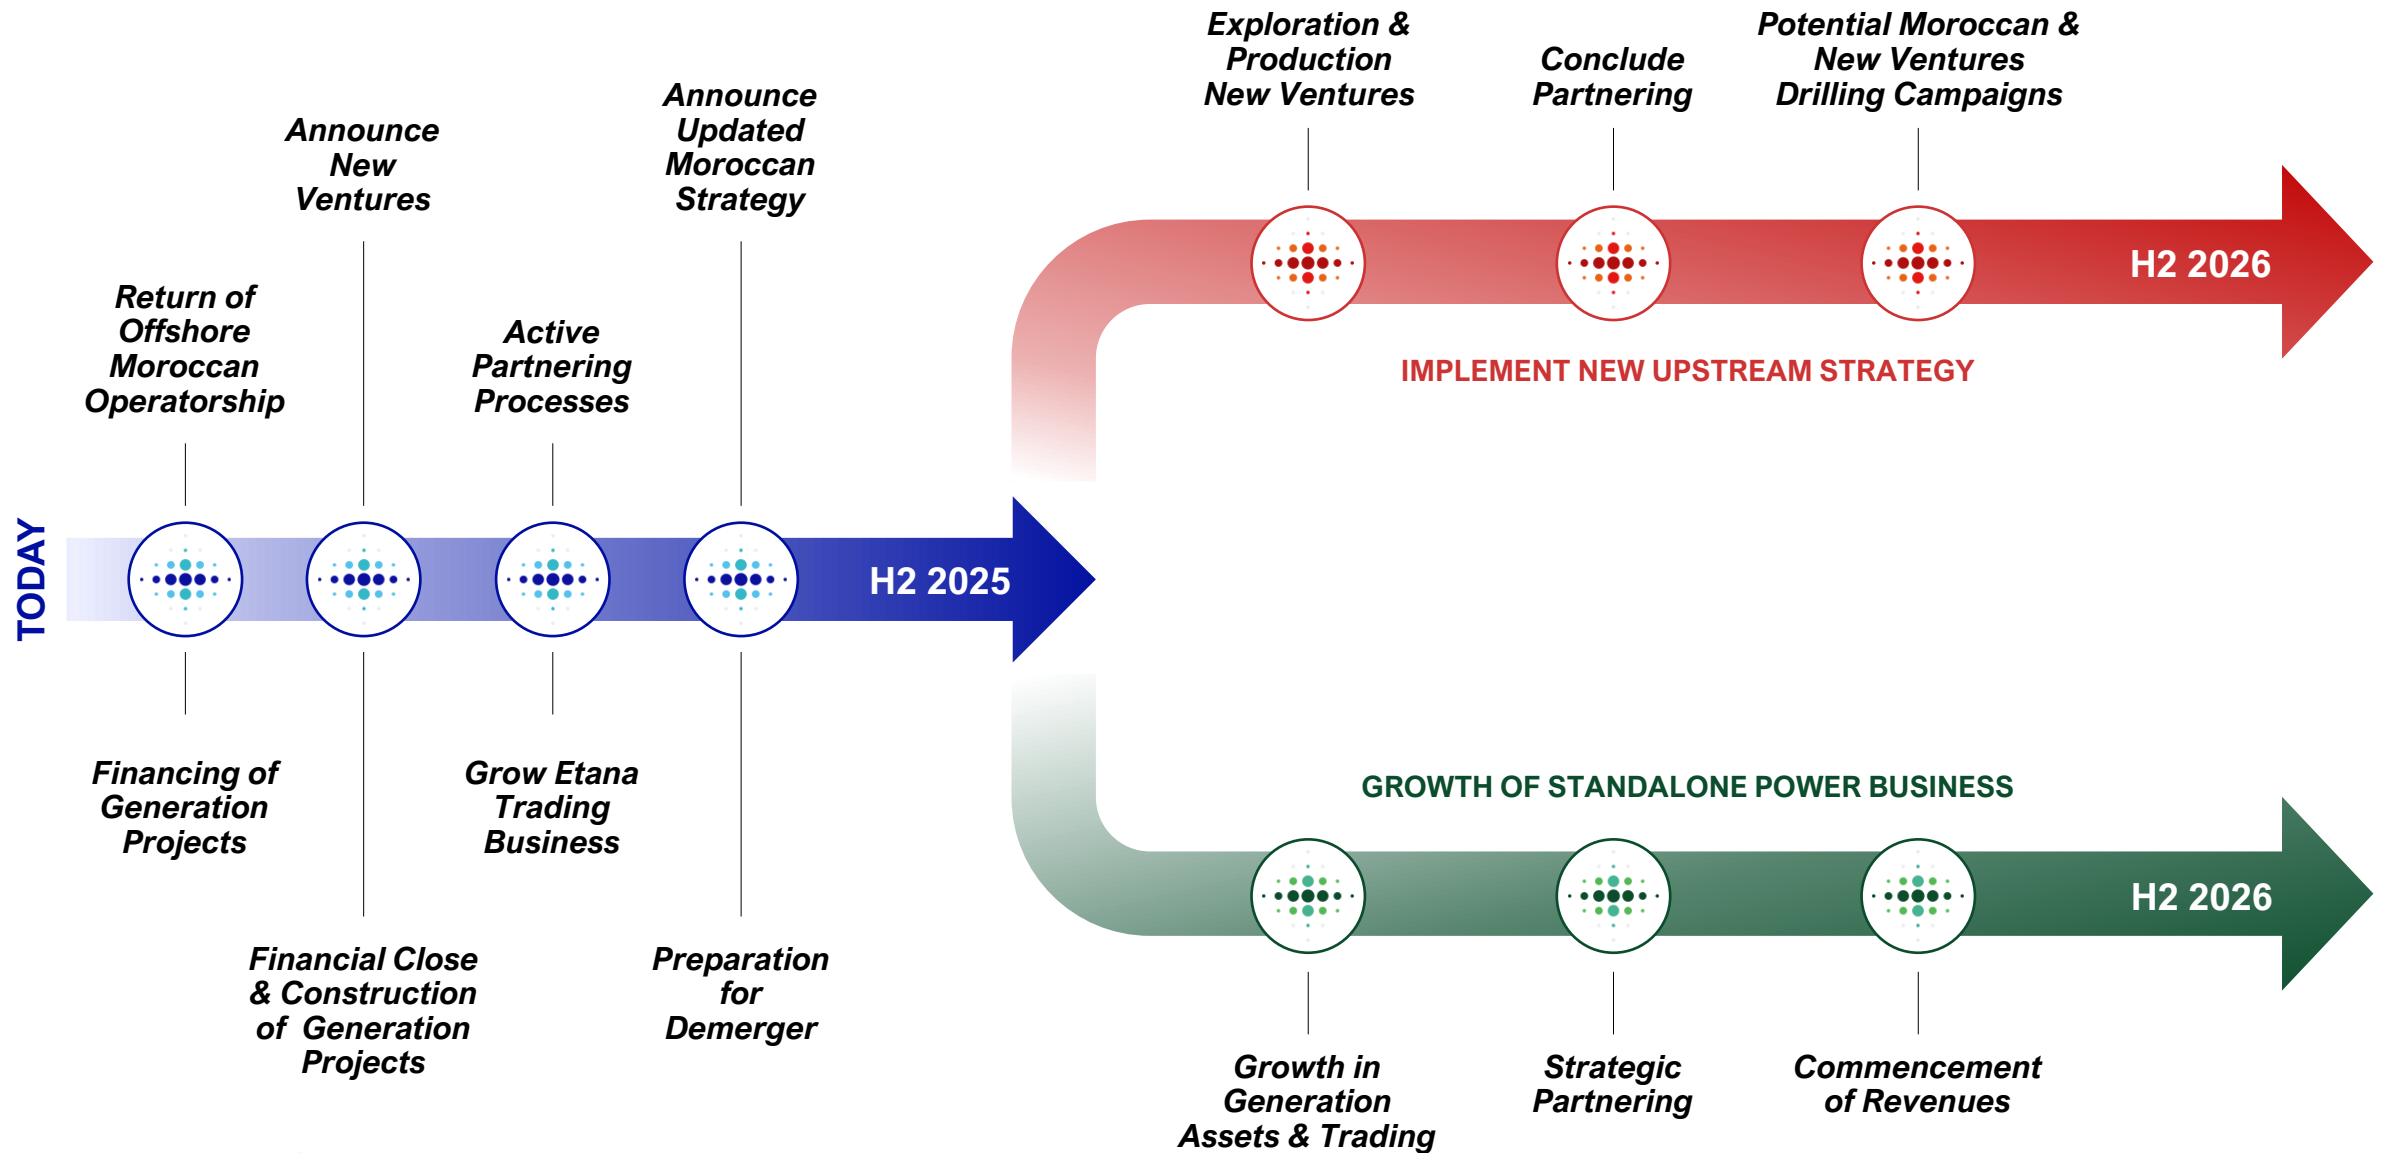 TODAY
Return of
Offshore
Moroccan
Operatorship
Announce
New
Ventures
Active
Partnering
Processes
Announce
Updated
Moroccan
Strategy
H2 2025
Financing of
Generation
Projects
Financial Close
& Construction
of  Generation
Projects
Grow Etana
Trading
Business
Preparation
for
Demerger
Exploration &
Production
New Ventures
Conclude
Partnering
Potential Moroccan &
New Ventures
Drilling Campaigns
H2 2026
IMPLEMENT NEW UPSTREAM STRATEGY
GROWTH OF STANDALONE POWER BUSINESS
H2 2026
Growth in
Generation
Assets & Trading
Strategic
Partnering
Commencement
of Revenues